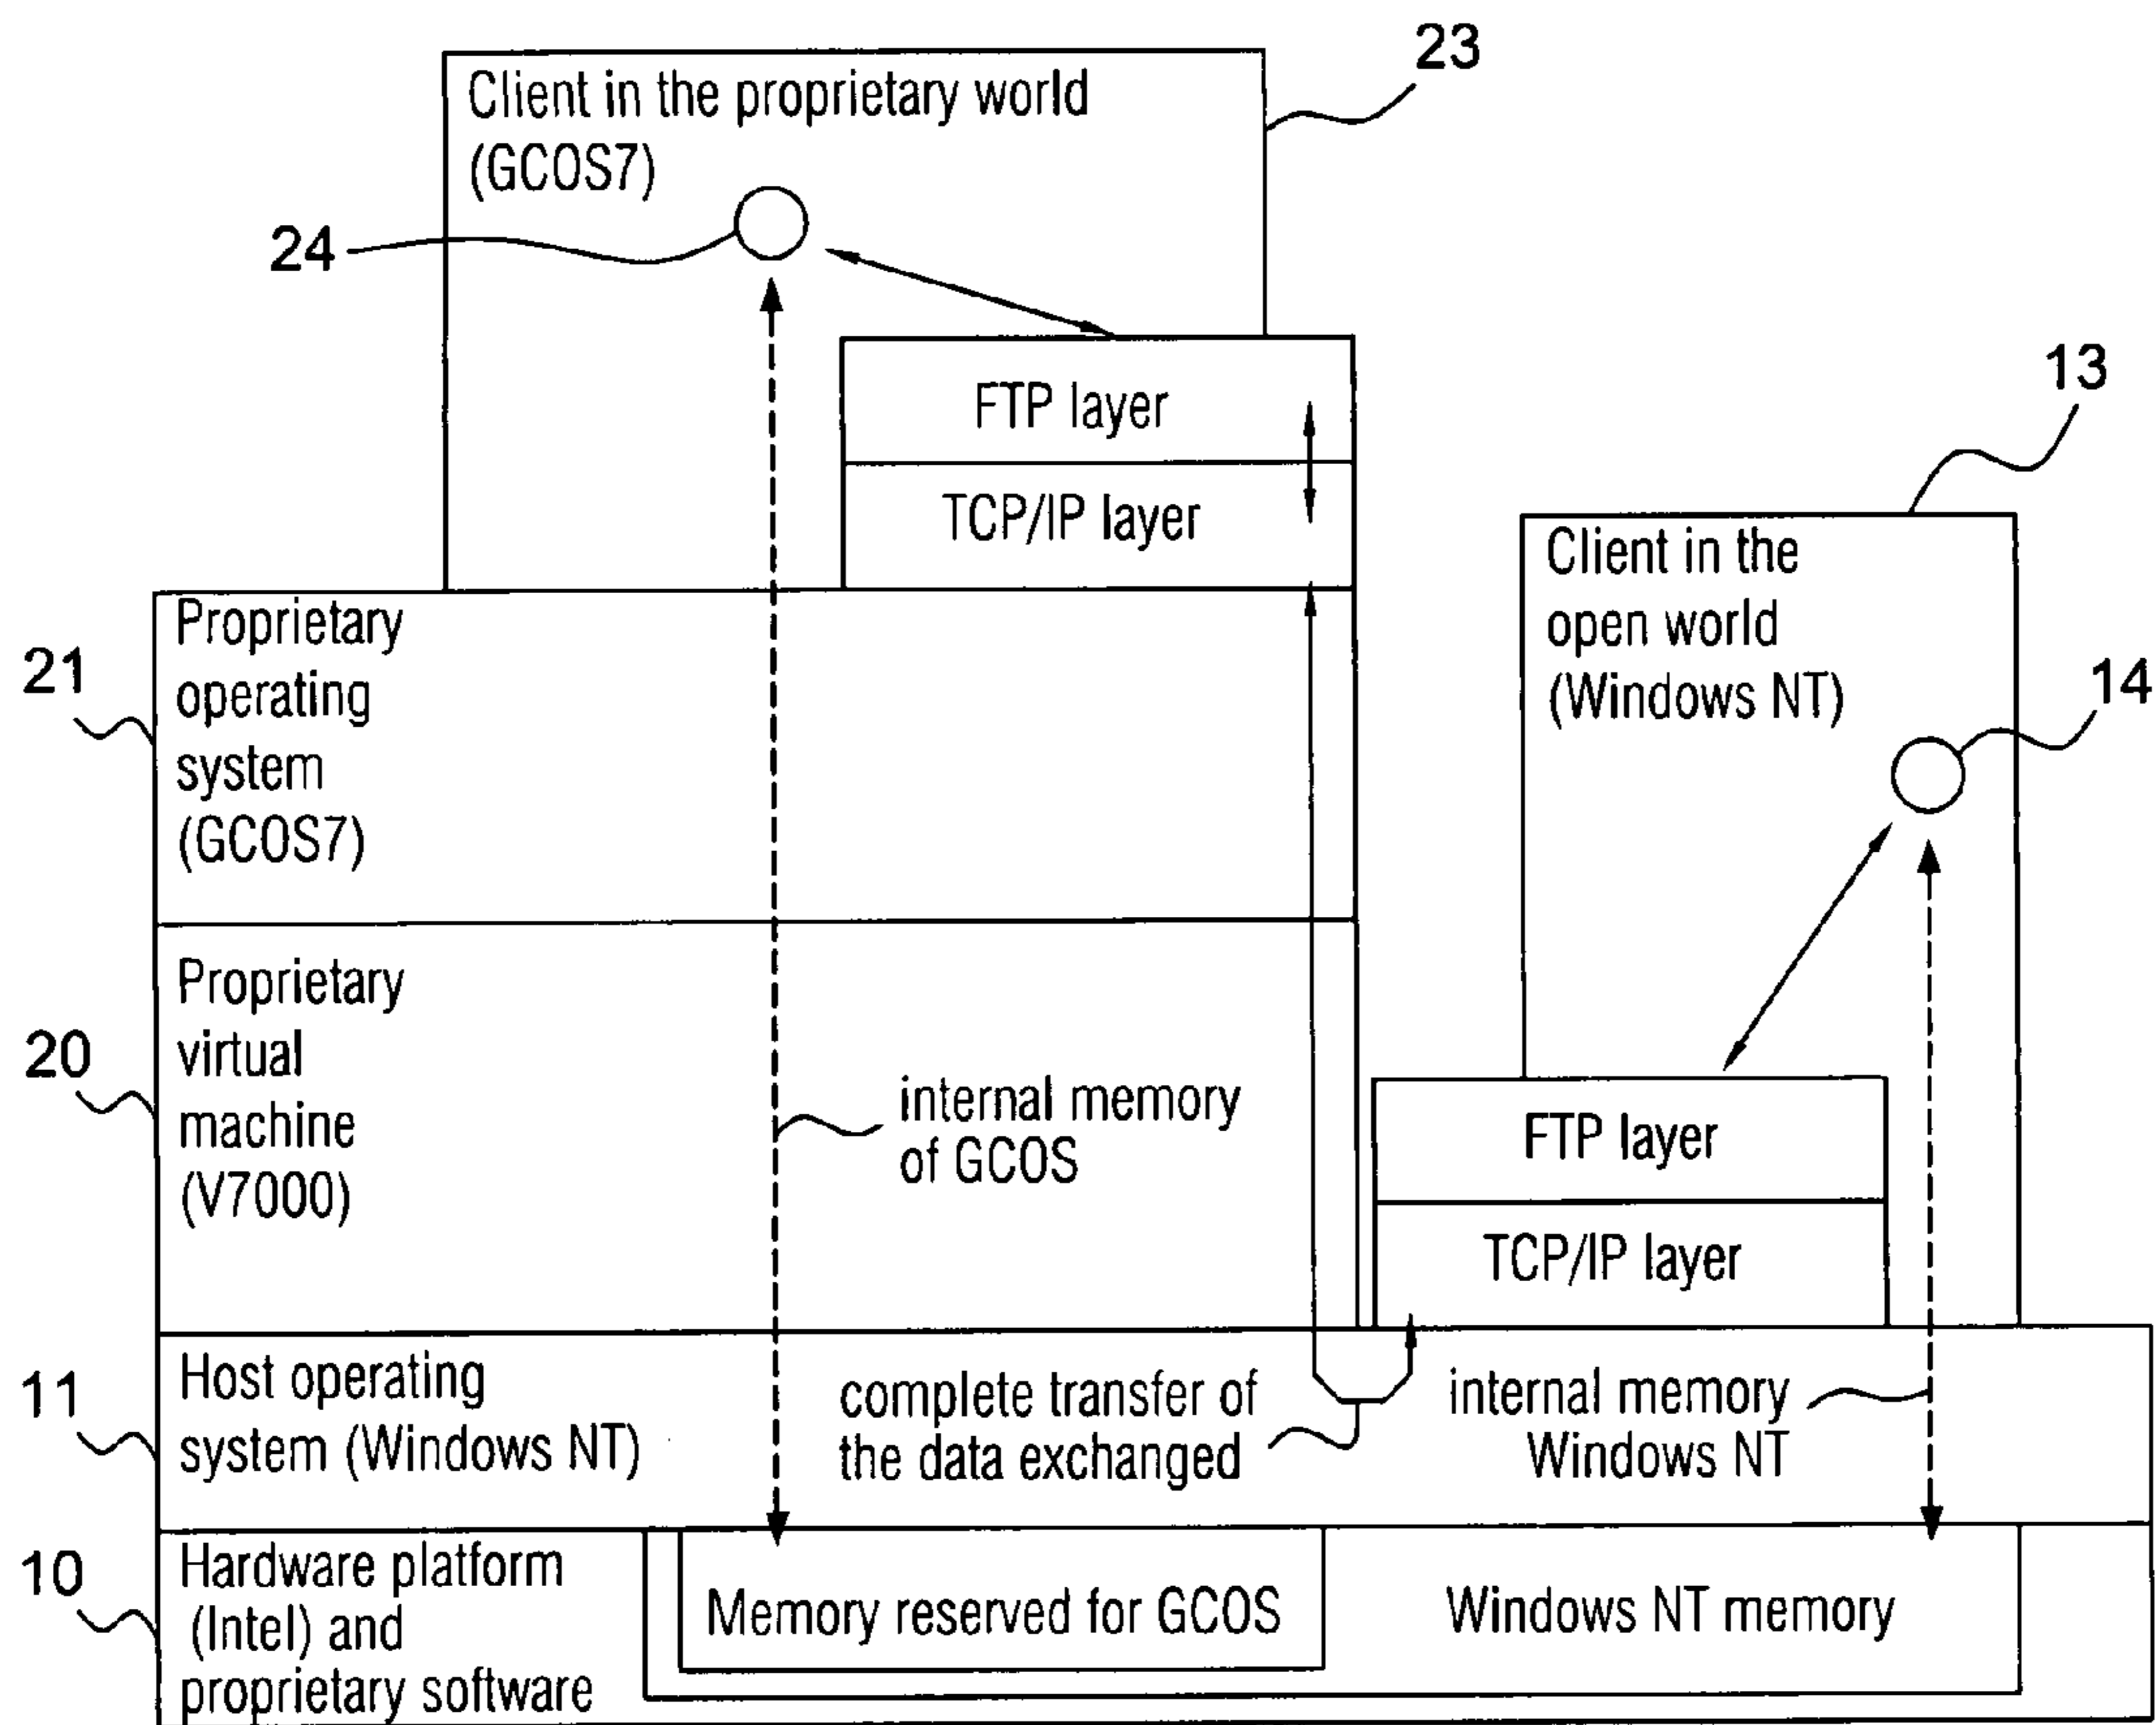 23
Client in the proprietary world
(GCOS7)
24
FTP layer
TCP/IP layer
13
Client in the
open world
(Windows NT)
14
21
Proprietary
operating
system
(GCOS7)
20
Proprietary
virtual
machine
(V7000)
internal memory
of GCOS
FTP layer
TCP/IP layer
11
Host operating
system (Windows NT)
complete transfer of
the data exchanged
internal memory
Windows NT
10
Hardware platform
(Intel) and
proprietary software
Memory reserved for GCOS
Windows NT memory